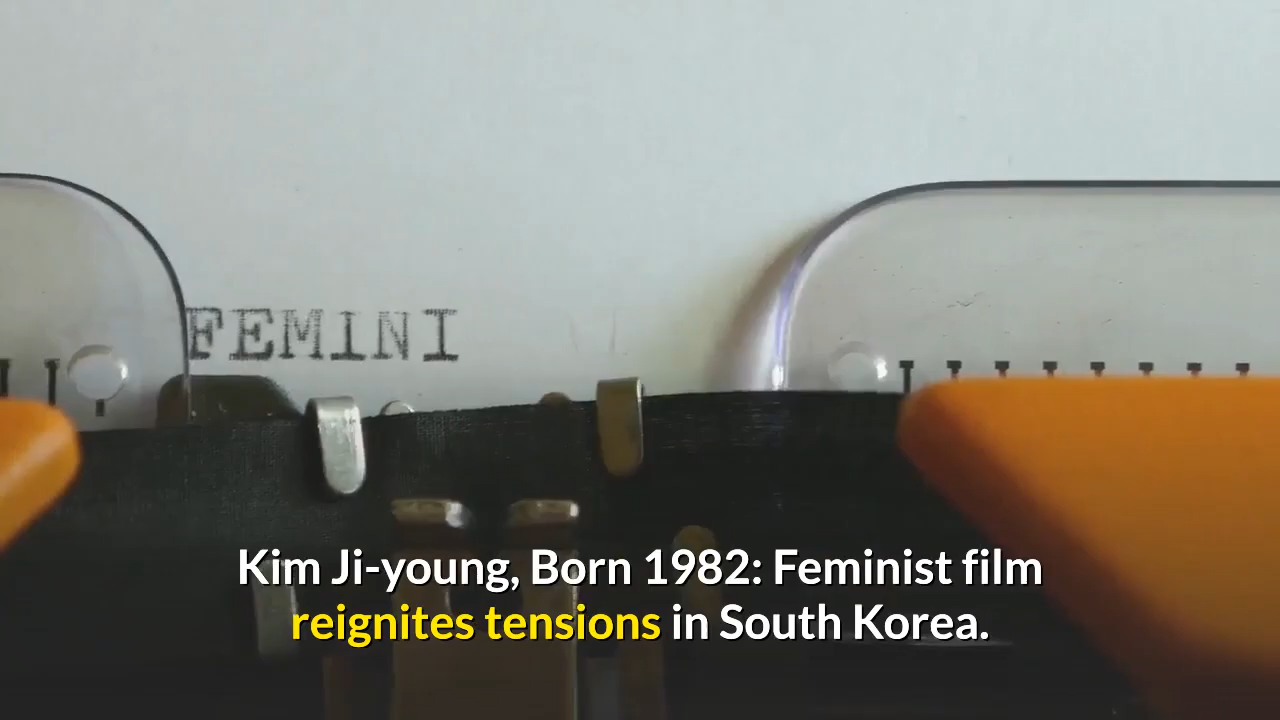 FEMINI
Kim Ji-young, Born 1982: Feminist film
reignites tensions in South Korea.